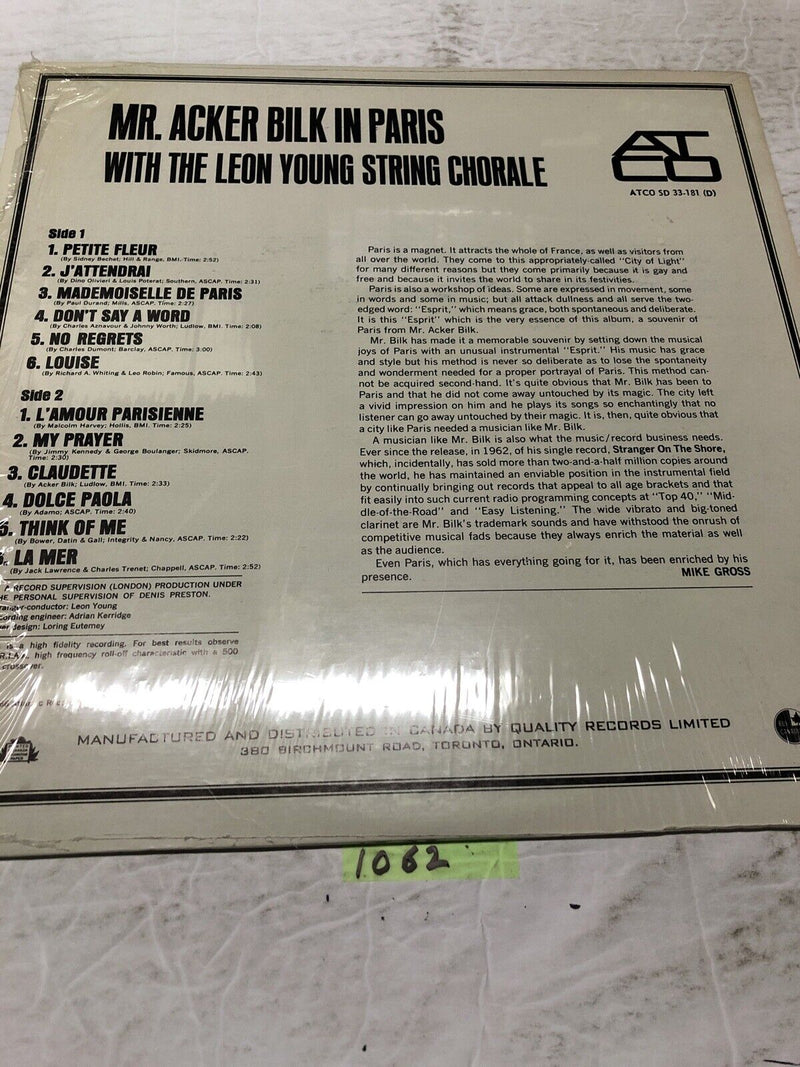 MR. ACKER BILK IN PARIS
WITH THE LEON YOUNG STRING CHORALE
ATCO
ATCO SD 33-181 (D)
Side 1
1. PETITE FLEUR
(By Sidney Bechet; Hill & Range, BMI. Time: 2:52)
2. J'ATTENDRAI
(By Dino Olivieri & Louis Poterat; Southern, ASCAP. Time: 2:31)
3. MADEMOISELLE DE PARIS
(By Paul Durand; Mills, ASCAP. Time: 2:27)
4. DON'T SAY A WORD
(By Charles Aznavour & Johnny Worth; Ludlow, BMI. Time: 2:08)
5. NO REGRETS
(By Charles Dumont; Barclay, ASCAP. Time: 3:00)
6. LOUISE
(By Richard A. Whiting & Leo Robin; Famous, ASCAP. Time: 2:43)
Side 2
1. L'AMOUR PARISIENNE
(By Malcolm Harvey; Hollis, BMI. Time: 2:25)
2. MY PRAYER
(By Jimmy Kennedy & George Boulanger; Skidmore, ASCAP.
Time: 2:30)
3. CLAUDETTE
(By Acker Bilk; Ludlow, BMI. Time: 2:33)
4. DOLCE PAOLA
(By Adamo; ASCAP. Time: 2:40)
5. THINK OF ME
(By Bower, Datin & Gall; Integrity & Nancy, ASCAP. Time: 2:22)
LA MER
(By Jack Lawrence & Charles Trenet; Chappell, ASCAP. Time: 2:52)
A RECORD SUPERVISION (LONDON) PRODUCTION UNDER
PERSONAL SUPERVISION OF DENIS PRESTON.
conductor: Leon Young
engineer: Adrian Kerridge
design: Loring Eutemey
is a high fidelity recording. For best results observe
R.I.A.A. high frequency roll-off characteristic with a 500
crossover.
Paris is a magnet. It attracts the whole of France, as well as visitors from
all over the world. They come to this appropriately-called "City of Light"
for many different reasons but they come primarily because it is gay and
free and because it invites the world to share in its festivities.
Paris is also a workshop of ideas. Some are expressed in movement, some
in words and some in music; but all attack dullness and all serve the two-
edged word: "Esprit," which means grace, both spontaneous and deliberate.
It is this "Esprit" which is the very essence of this album, a souvenir of
Paris from Mr. Acker Bilk.
Mr. Bilk has made it a memorable souvenir by setting down the musical
joys of Paris with an unusual instrumental "Esprit." His music has grace
and style but his method is never so deliberate as to lose the spontaneity
and wonderment needed for a proper portrayal of Paris. This method can-
not be acquired second-hand. It's quite obvious that Mr. Bilk has been to
Paris and that he did not come away untouched by its magic. The city left
a vivid impression on him and he plays its songs so enchantingly that no
listener can go away untouched by their magic. It is, then, quite obvious that
a city like Paris needed a musician like Mr. Bilk.
A musician like Mr. Bilk is also what the music/record business needs.
Ever since the release, in 1962, of his single record, Stranger On The Shore,
which, incidentally, has sold more than two-and-a-half million copies around
the world, he has maintained an enviable position in the instrumental field
by continually bringing out records that appeal to all age brackets and that
fit easily into such current radio programming concepts at "Top 40," "Mid-
dle-of-the-Road" and "Easy Listening." The wide vibrato and big-toned
clarinet are Mr. Bilk's trademark sounds and have withstood the onrush of
competitive musical fads because they always enrich the material as well
as the audience.
Even Paris, which has everything going for it, has been enriched by his
presence.
MIKE GROSS
MANUFACTURED AND DISTRIBUTED IN CANADA BY QUALITY RECORDS LIMITED
380 BIRCHMOUNT ROAD, TORONTO, ONTARIO.
1062